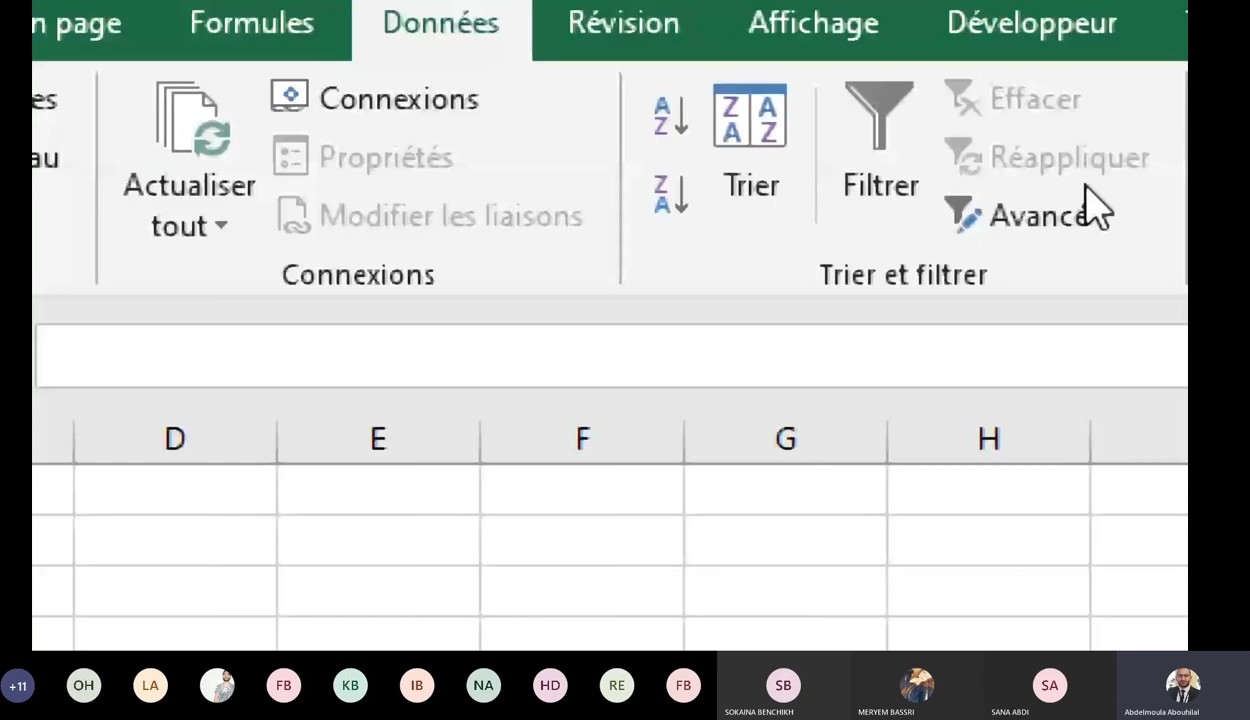 n page Formules Données Révision Affichage Développeur
es
au
Actualiser
tout
Connexions
Propriétés
Modifier les liaisons
Connexions
A
Z
Z
A
Z A
A Z
Trier
Filtrer
Effacer
Réappliquer
Avancé
Trier et filtrer
D E F G H
+11 OH LA FB KB IB NA HD RE FB SB SA
SOKAINA BENCHIKH MERYEM BASSRI SANA ABDI Abdelmoula Abouhilal